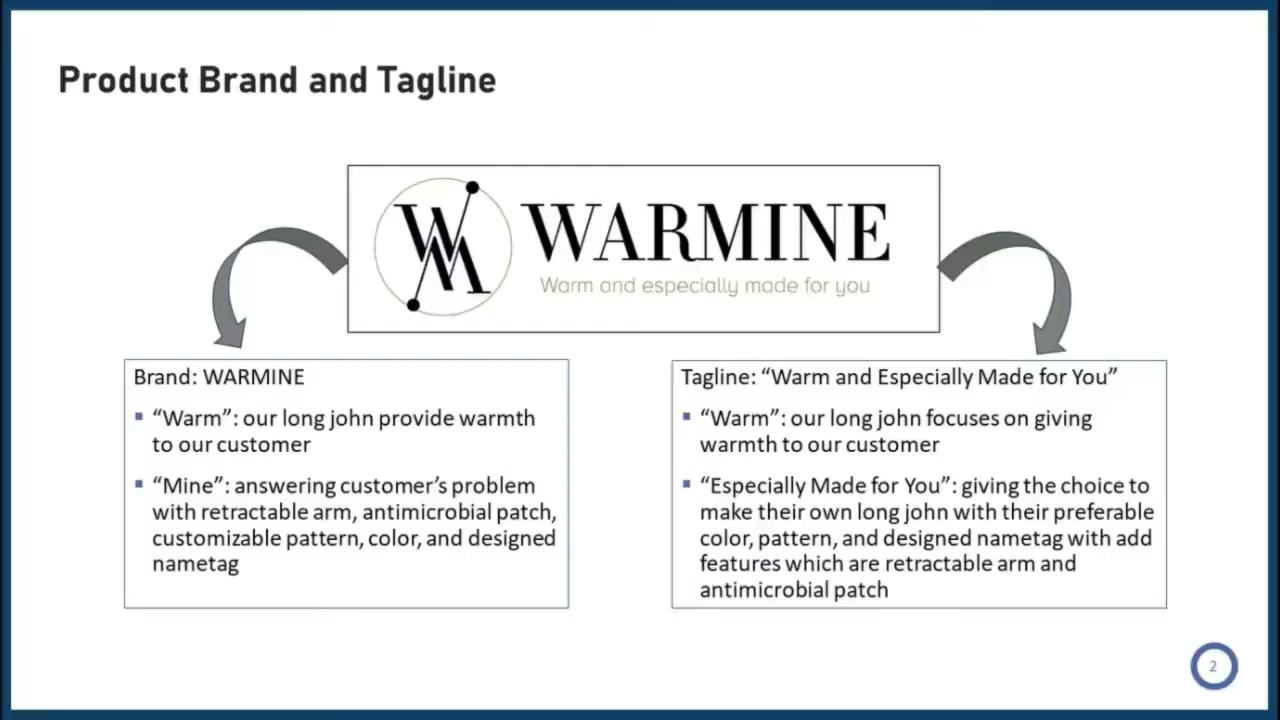 Product Brand and Tagline
WM
WARMINE
Warm and especially made for you
Brand: WARMINE
▪ “Warm”: our long john provide warmth
to our customer
▪ “Mine”: answering customer’s problem
with retractable arm, antimicrobial patch,
customizable pattern, color, and designed
nametag
Tagline: “Warm and Especially Made for You”
▪ “Warm”: our long john focuses on giving
warmth to our customer
▪ “Especially Made for You”: giving the choice to
make their own long john with their preferable
color, pattern, and designed nametag with add
features which are retractable arm and
antimicrobial patch
2